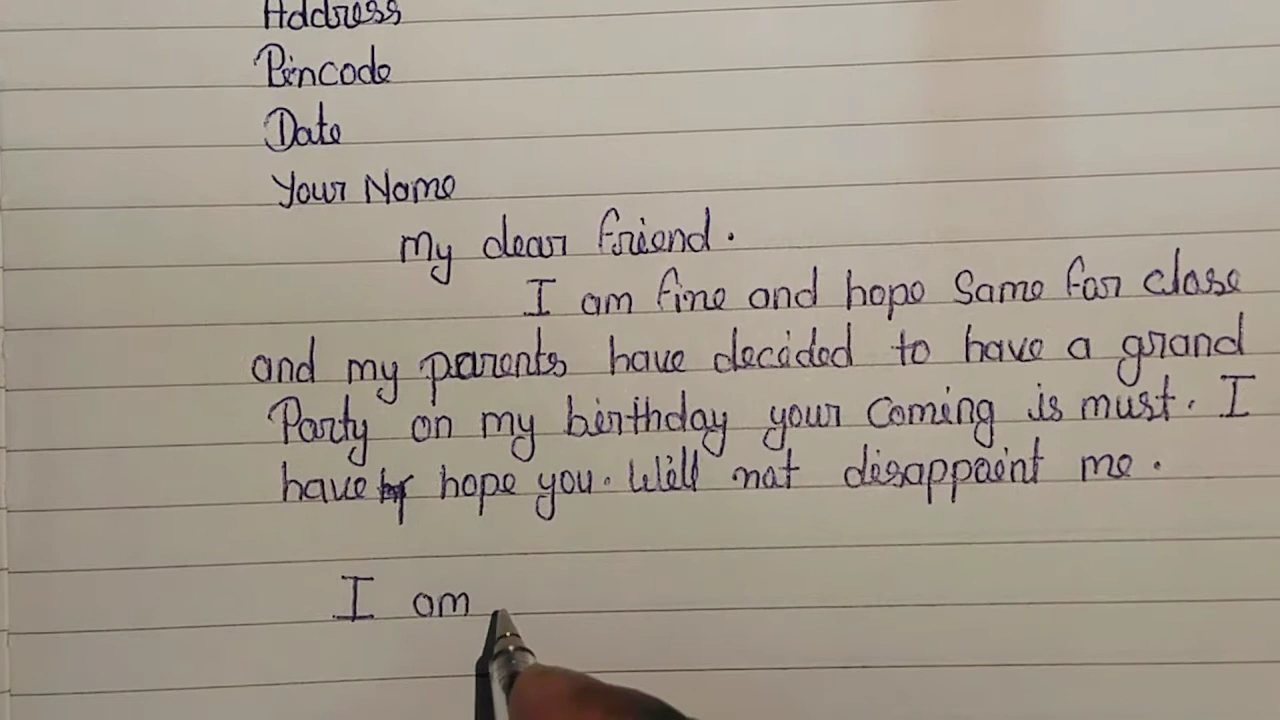 Address
Pincode
Date
Your Name
My dear friend.
I am fine and hope Same for close
and my parents have decided to have a grand
Party on my birthday your Coming is must. I
have hope you. Will not disappoint me.
I am